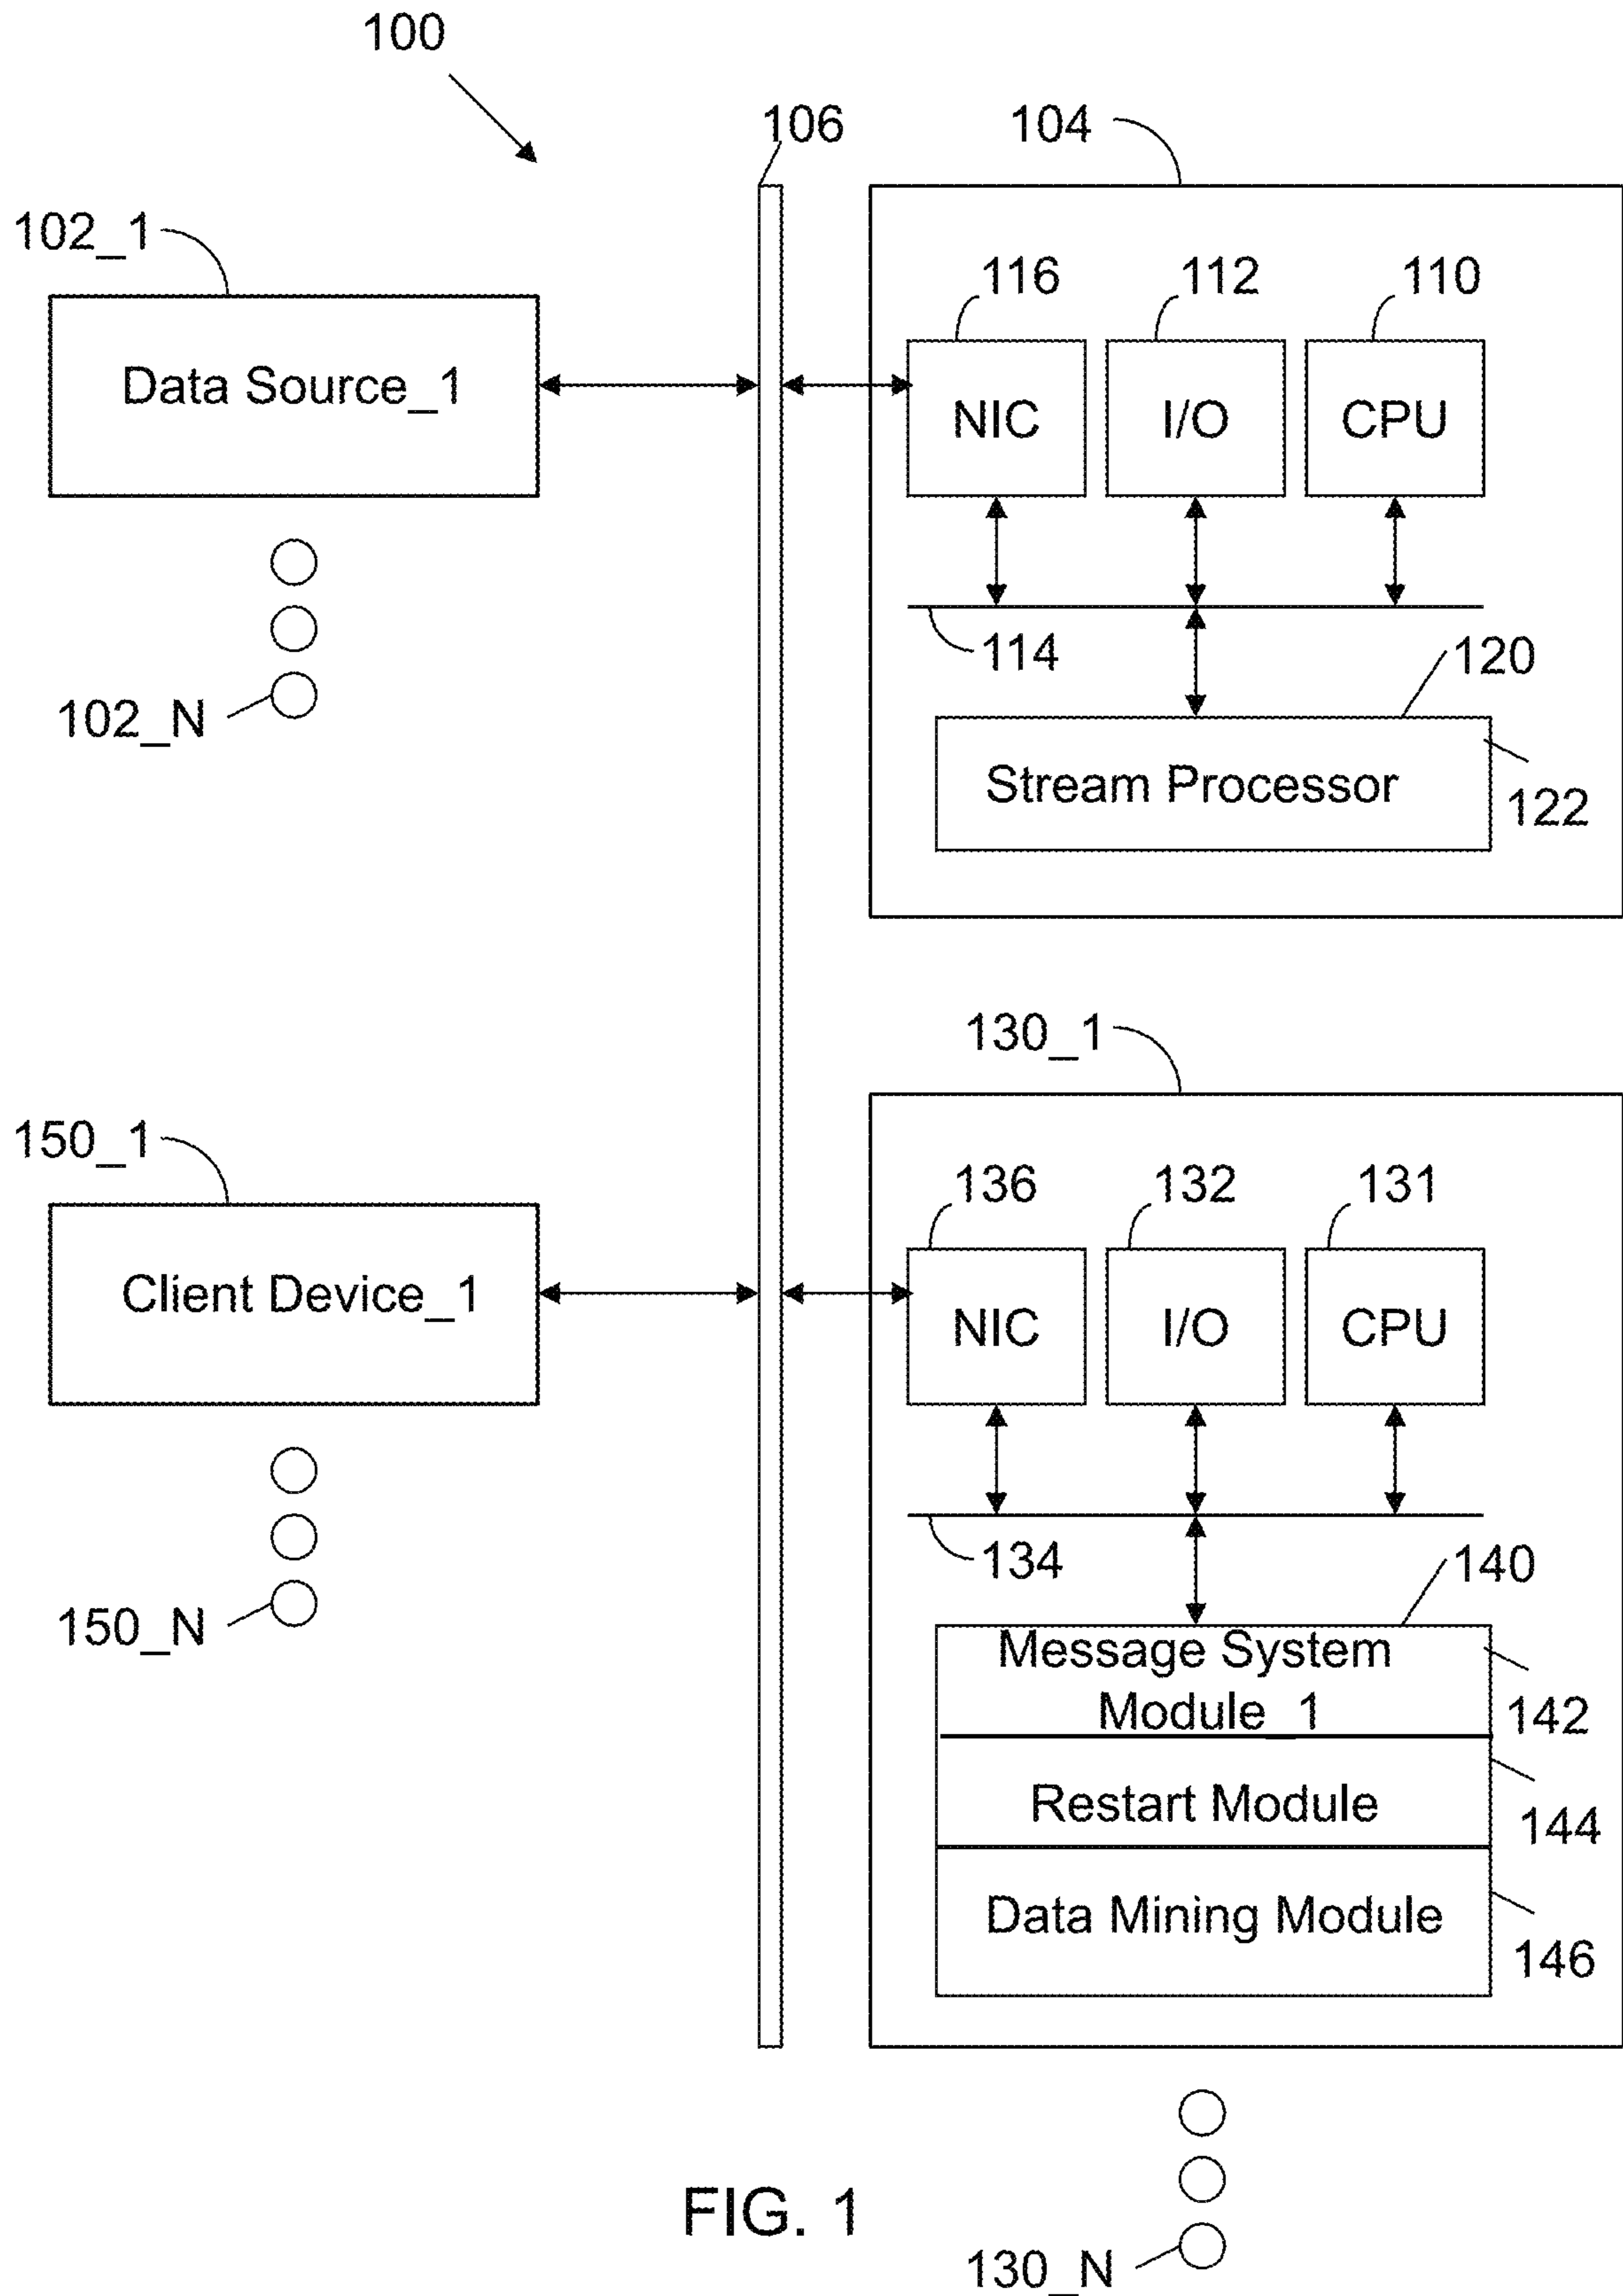 100
106
104
102_1
116
112
110
Data Source_1
NIC
I/O
CPU
114
120
102_N
Stream Processor
122
130_1
150_1
136
132
131
Client Device_1
NIC
I/O
CPU
134
140
150_N
Message System
Module_1
142
Restart Module
144
Data Mining Module
146
FIG. 1
130_N